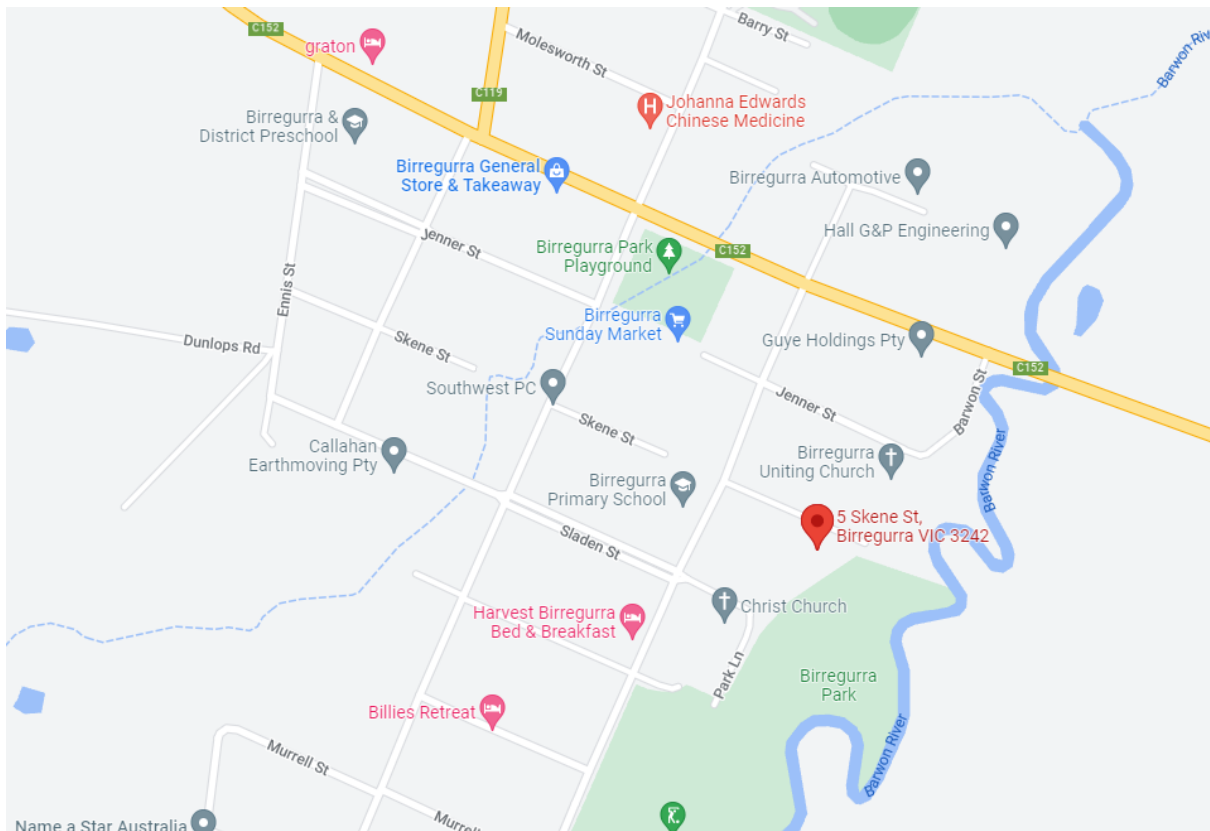 C152
Barry St
graton
Molesworth St
Barwon Riv
C119
Johanna Edwards
Chinese Medicine
Birregurra &
District Preschool
Birregurra General
Store & Takeaway
Birregurra Automotive
Hall G&P Engineering
Jenner St
Birregurra Park
Playground
C152
Ennis St
Birregurra
Sunday Market
Dunlops Rd
Skene St
Guye Holdings Pty
C152
Southwest PC
Jenner St
Barwon St
Skene St
Callahan
Earthmoving Pty
Birregurra
Uniting Church
Barwon River
Birregurra
Primary School
5 Skene St,
Birregurra VIC 3242
Sladen St
Christ Church
Harvest Birregurra
Bed & Breakfast
Park Ln
Birregurra
Park
Billies Retreat
Barwon River
Murrell St
Name a Star Australia
Murrell